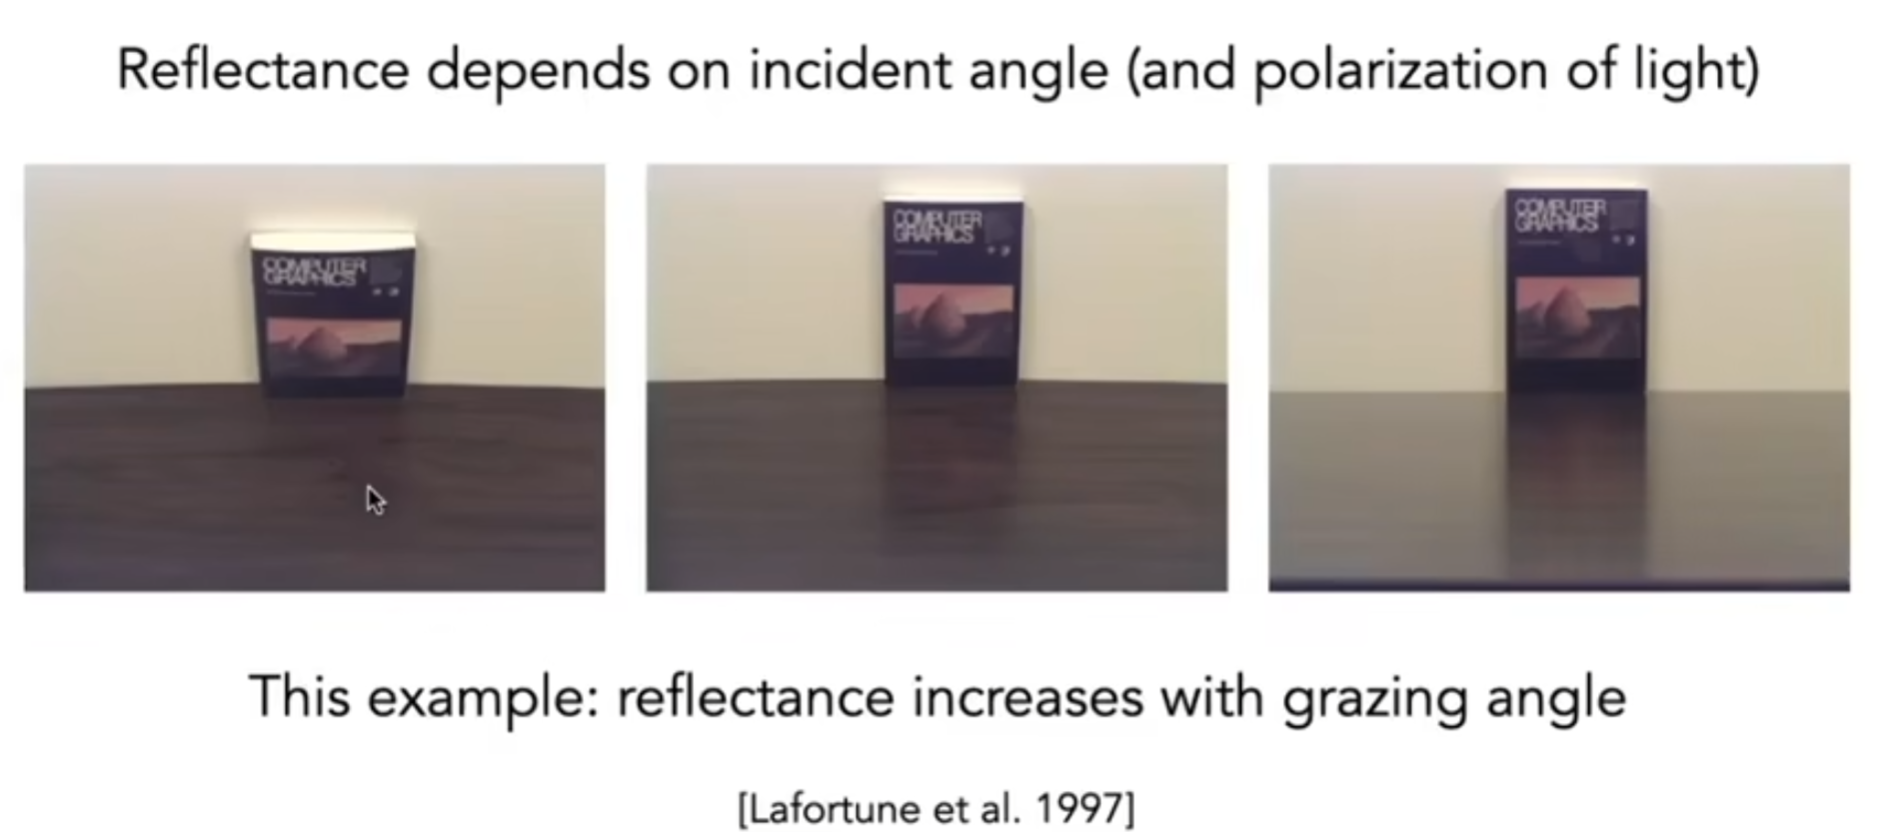 Reflectance depends on incident angle (and polarization of light)
COMPUTER
GRAPHICS
COMPUTER
GRAPHICS
COMPUTER
GRAPHICS
This example: reflectance increases with grazing angle
[Lafortune et al. 1997]